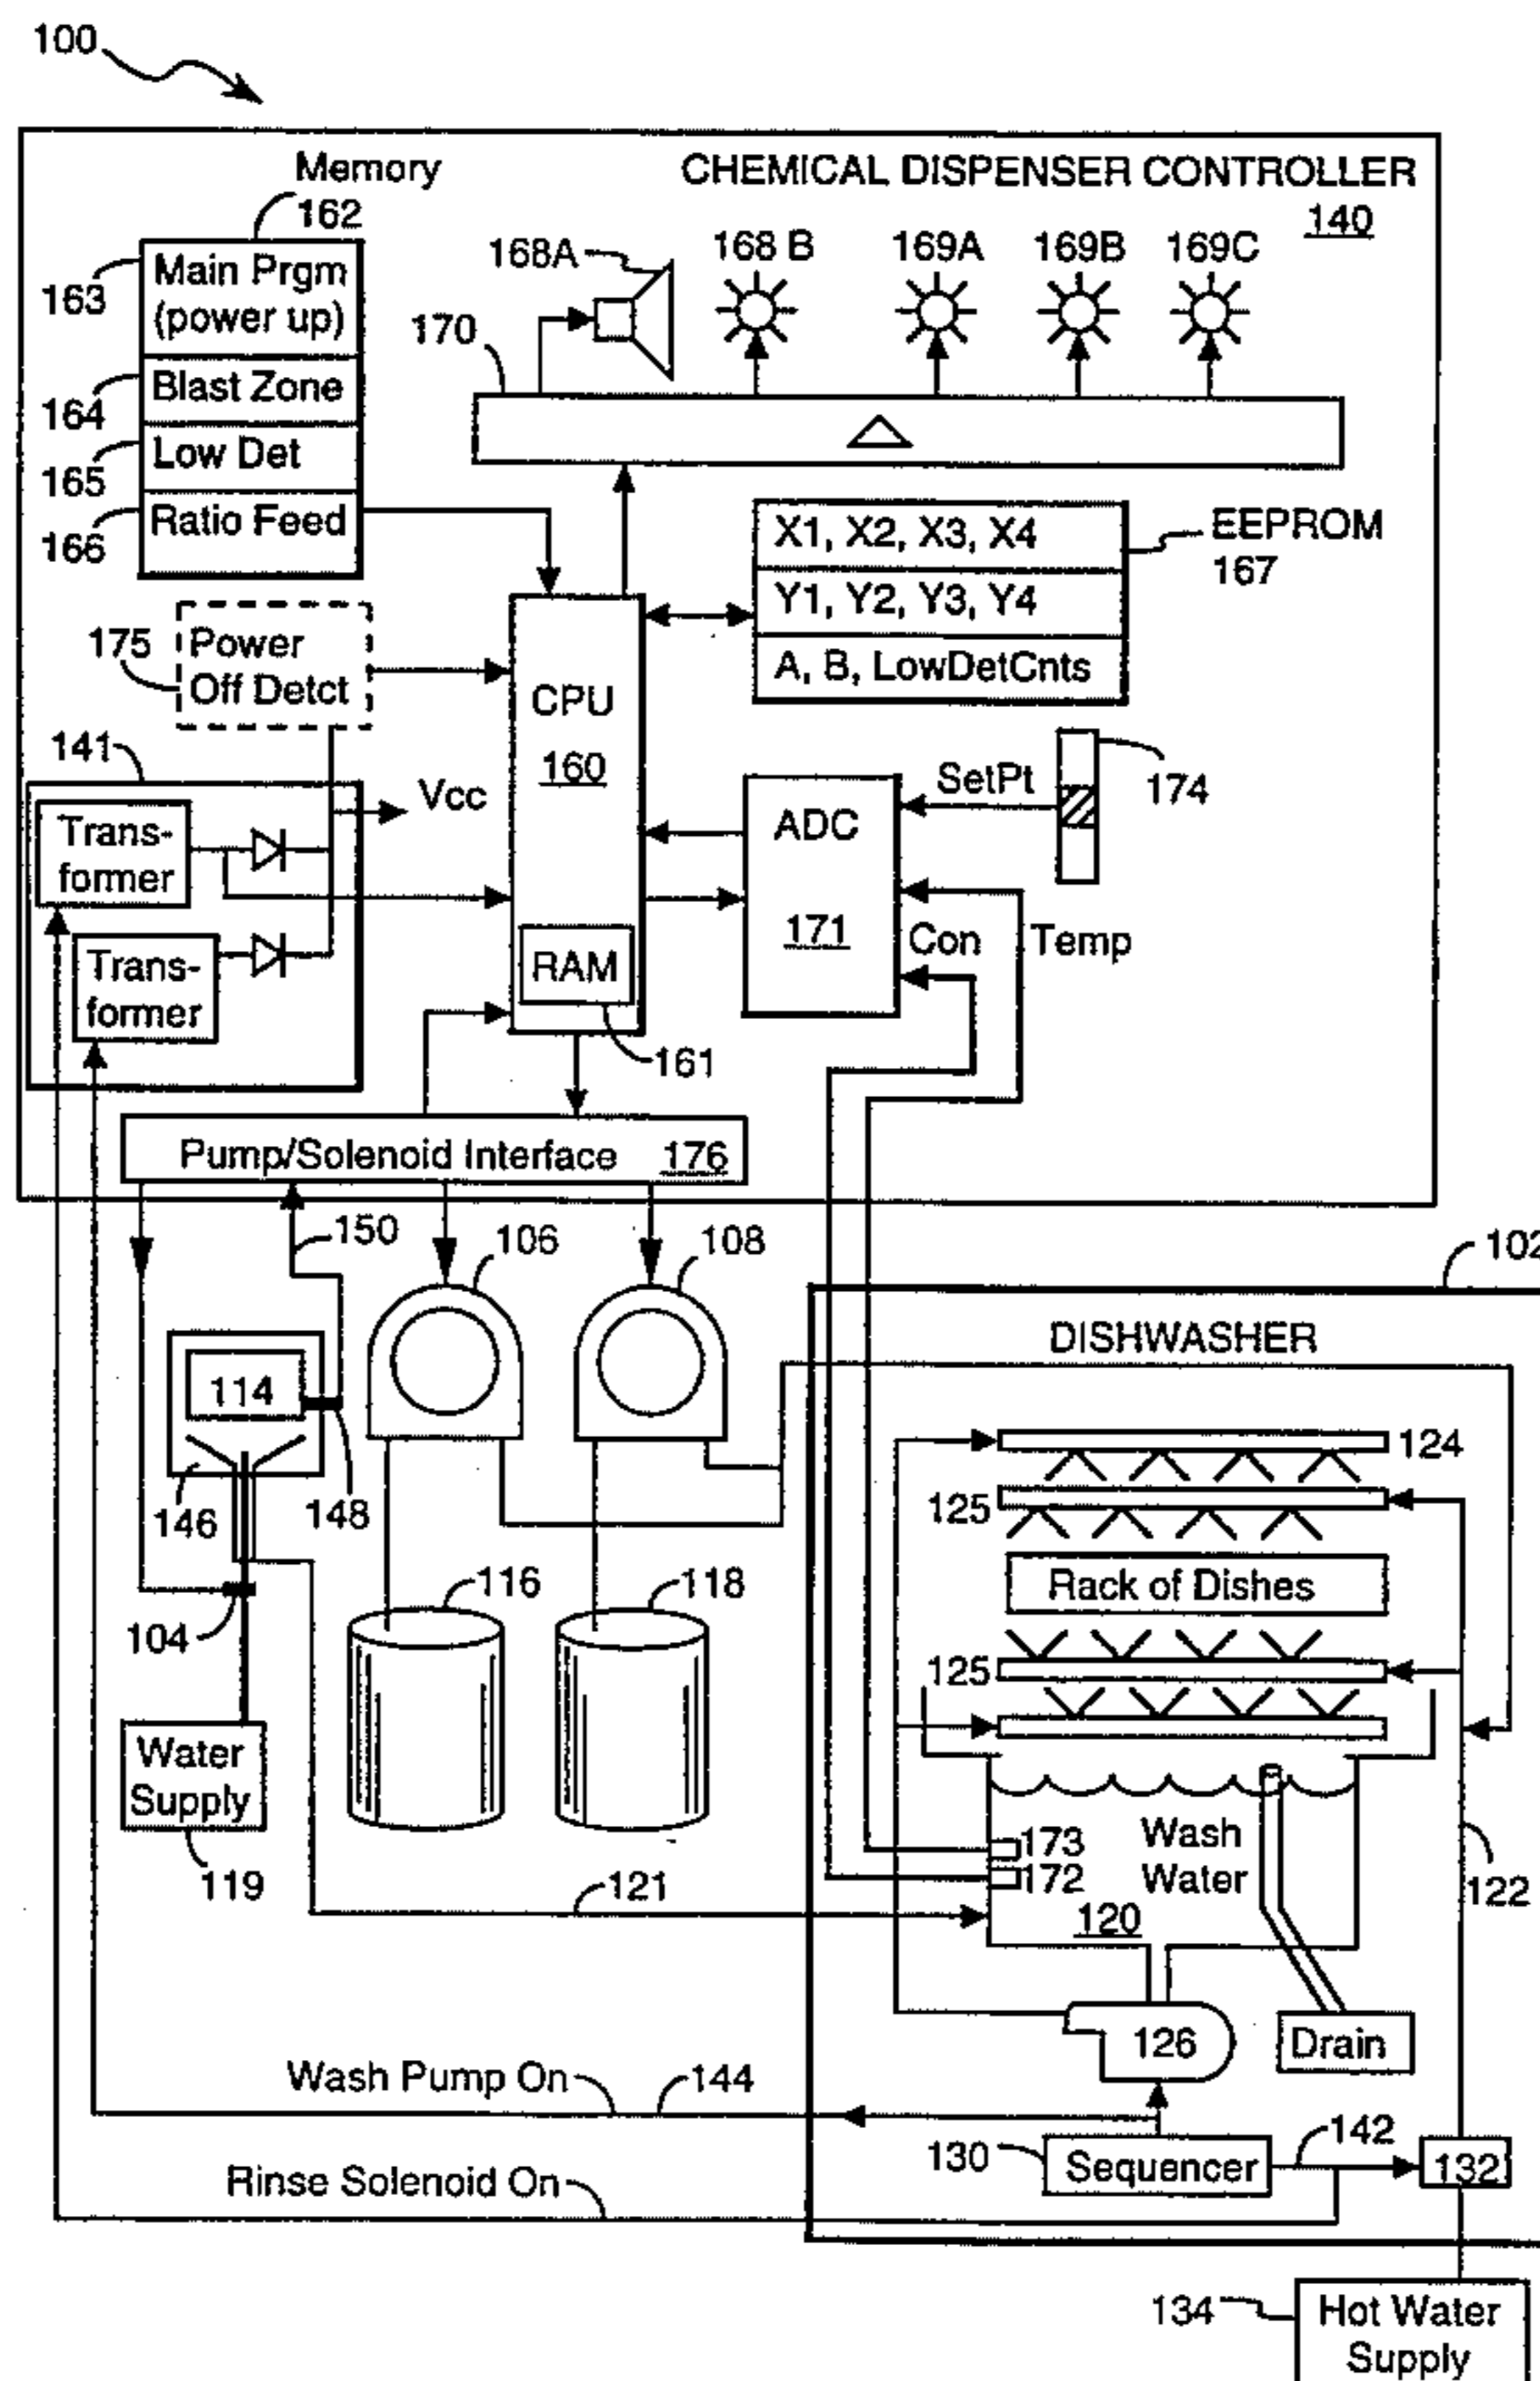 100
Memory
CHEMICAL DISPENSER CONTROLLER
162
140
163
Main Prgm
(power up)
164
Blast Zone
165
Low Det
166
Ratio Feed
168A
168 B
169A
169B
169C
170
X1, X2, X3, X4
Y1, Y2, Y3, Y4
A, B, LowDetCnts
EEPROM
167
175
Power
Off Detct
CPU
160
141
Vcc
Trans-
former
Trans-
former
RAM
161
ADC
171
SetPt
174
Con
Temp
Pump/Solenoid Interface 176
150
106
108
102
DISHWASHER
114
146
148
104
116
118
Water
Supply
119
121
124
125
Rack of Dishes
125
173
172
Wash
Water
120
122
126
Drain
Wash Pump On
144
130
Sequencer
142
132
Rinse Solenoid On
134
Hot Water
Supply